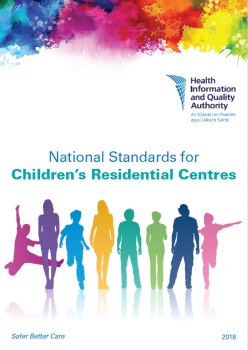 Health
Information
and Quality
Authority
An tÚdarás Um Fhaisnéis
agus Cáilíocht Sláinte
National Standards for
Children's Residential Centres
Safer Better Care
2018